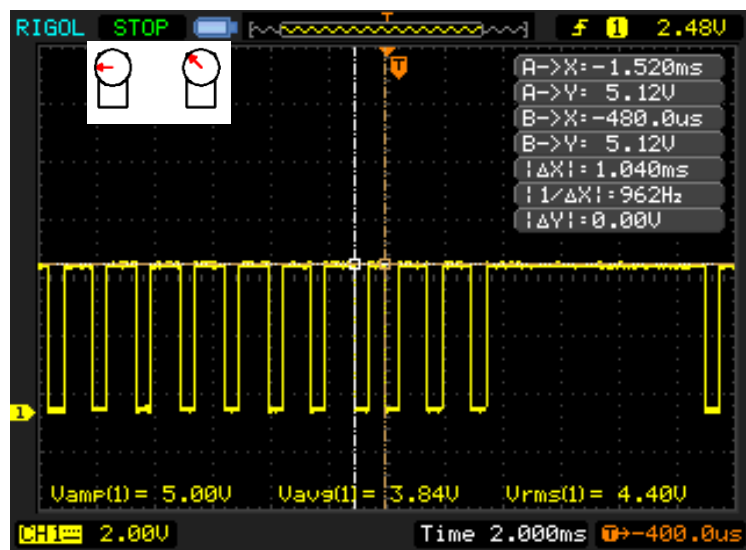 RIGOL STOP T f 1 2.48V
T
A->X:-1.520ms
A->Y: 5.12V
B->X:-480.0us
B->Y: 5.12V
|ΔX|:1.040ms
|1/ΔX|:962Hz
|ΔY|:0.00V
1
Vamp(1)= 5.00V Vavg(1)= 3.84V Vrms(1)= 4.40V
CH1 2.00V Time 2.000ms T→-400.0us